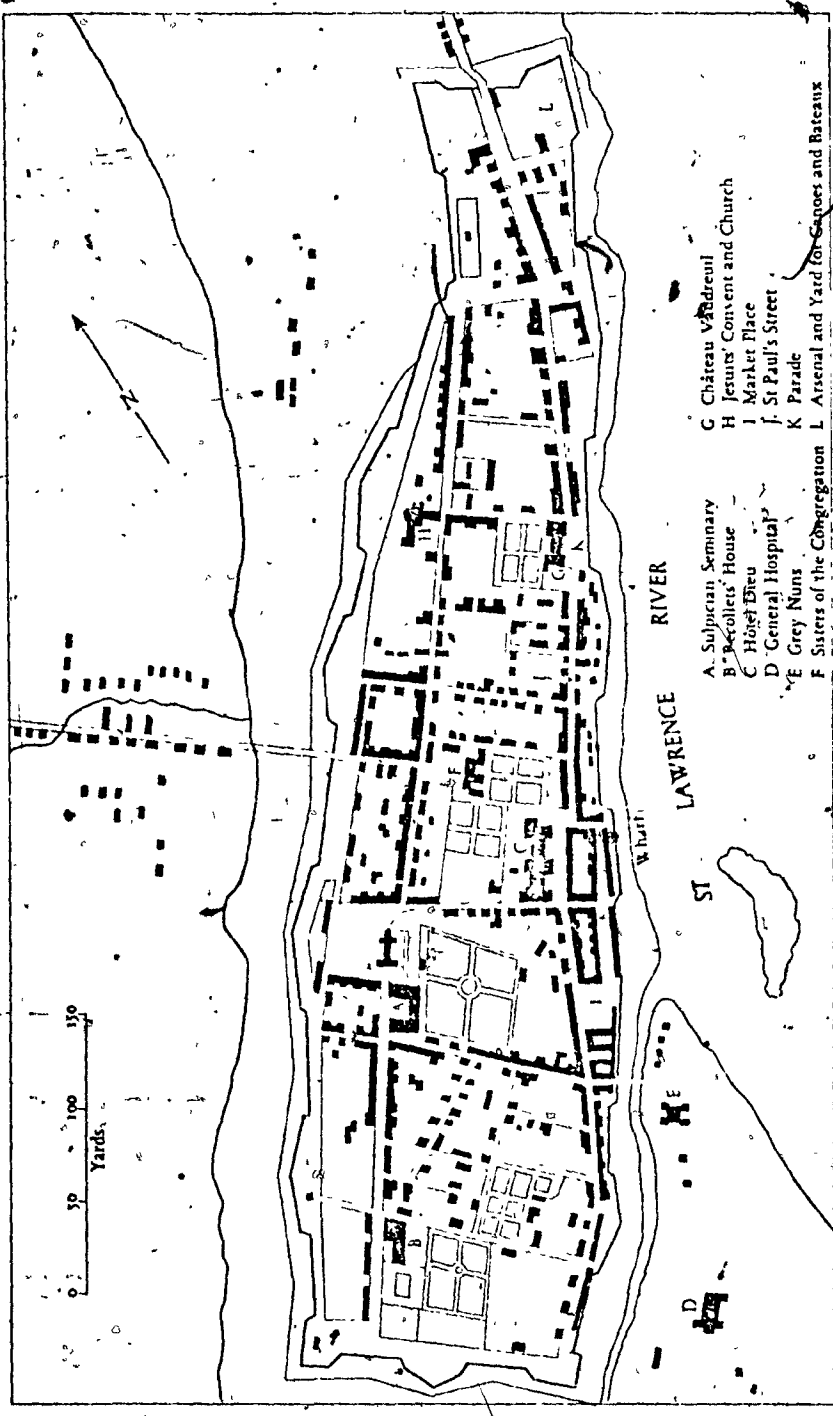 0 50 100 150
Yards
N
ST LAWRENCE RIVER
Wharf
A
B
C
D
E
F
G
H
I
K
L
A. Sulpician Seminary
B Recollets' House
C Hôtel Dieu
D General Hospital
E Grey Nuns
F Sisters of the Congregation
G Château Vaudreuil
H Jesuits' Convent and Church
I Market Place
J. St Paul's Street
K Parade
L Arsenal and Yard for Canoes and Bateaux